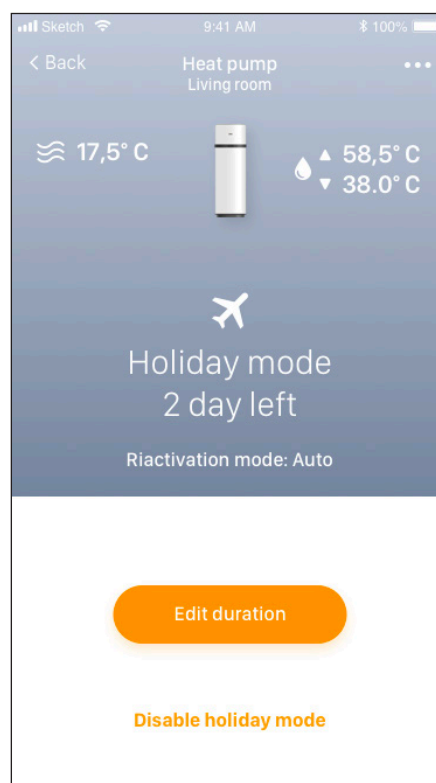 Sketch 9:41 AM 100%
< Back
Heat pump
•••
Living room
17,5° C
▲ 58,5° C
▼ 38.0° C
Holiday mode
2 day left
Riactivation mode: Auto
Edit duration
Disable holiday mode